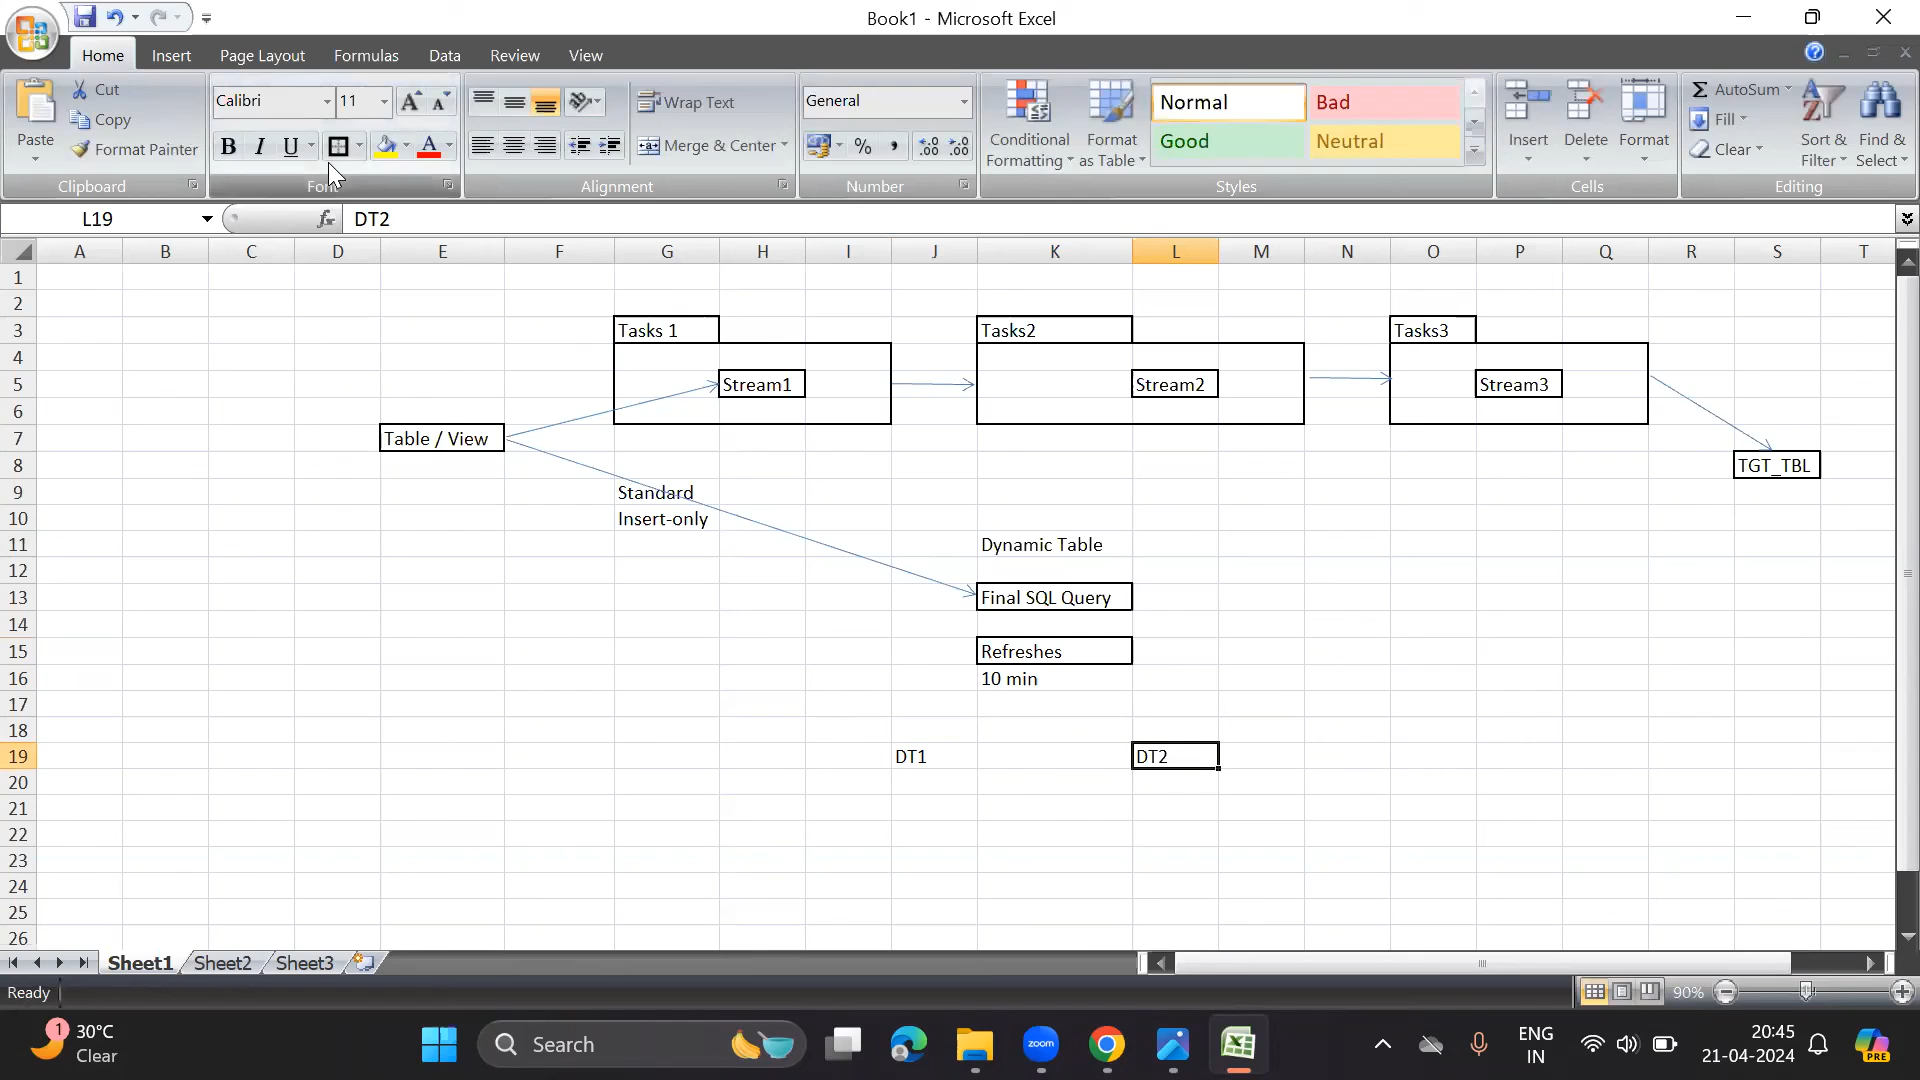 Book1 - Microsoft Excel
Home Insert Page Layout Formulas Data Review View
Paste
Cut
Copy
Format Painter
Clipboard
Calibri 11
B I U A
Font
Wrap Text
Merge & Center
Alignment
General
% ,
Number
Conditional Formatting
Format as Table
Normal Bad
Good Neutral
Styles
Insert Delete Format
Cells
Σ AutoSum
Fill
Clear
Sort & Filter
Find & Select
Editing
L19 fx DT2
A B C D E F G H I J K L M N O P Q R S T
1
2
3 Tasks 1 Tasks2 Tasks3
4
5 Stream1 Stream2 Stream3
6
7 Table / View
8 TGT_TBL
9 Standard
10 Insert-only
11 Dynamic Table
12
13 Final SQL Query
14
15 Refreshes
16 10 min
17
18
19 DT1 DT2
20
21
22
23
24
25
26
Sheet1 Sheet2 Sheet3
Ready 90%
1 30°C
Clear
Search
zoom
ENG
IN
20:45
21-04-2024
PRE